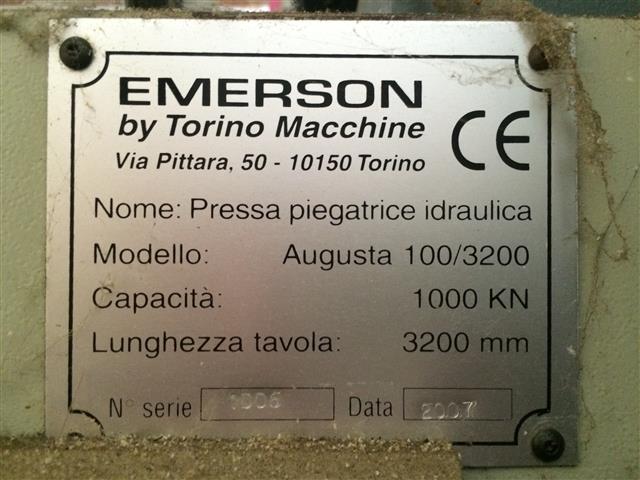 EMERSON
by Torino Macchine
CE
Via Pittara, 50 - 10150 Torino
Nome: Pressa piegatrice idraulica
Modello: Augusta 100/3200
Capacità: 1000 KN
Lunghezza tavola: 3200 mm
N° serie Data 2007